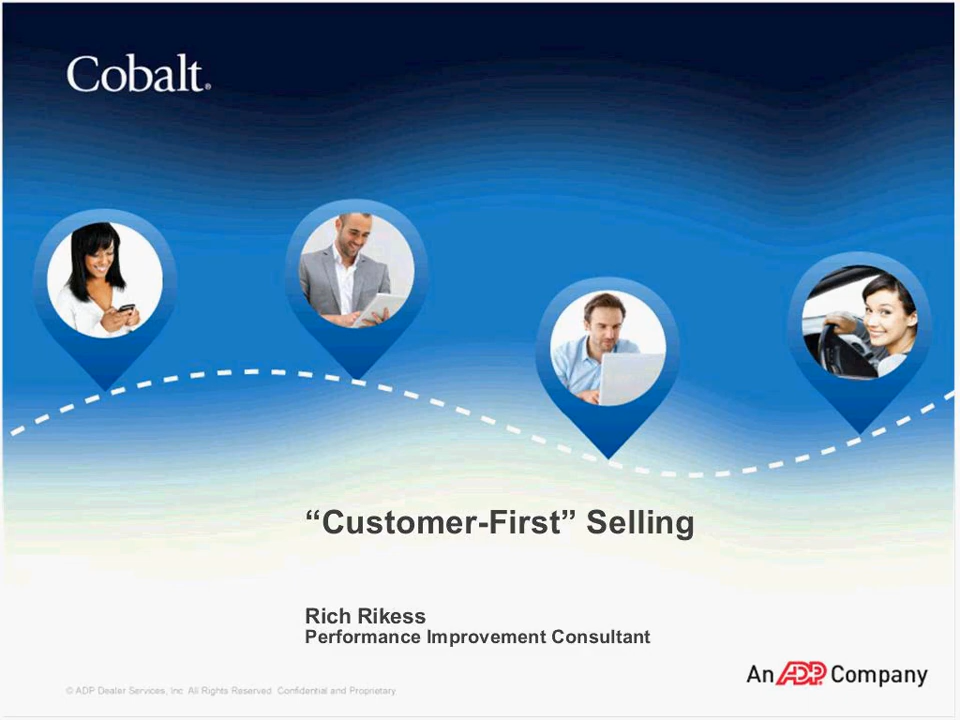 Cobalt®
“Customer-First” Selling
Rich Rikess
Performance Improvement Consultant
An ADP Company
© ADP Dealer Services, Inc All Rights Reserved Confidential and Proprietary